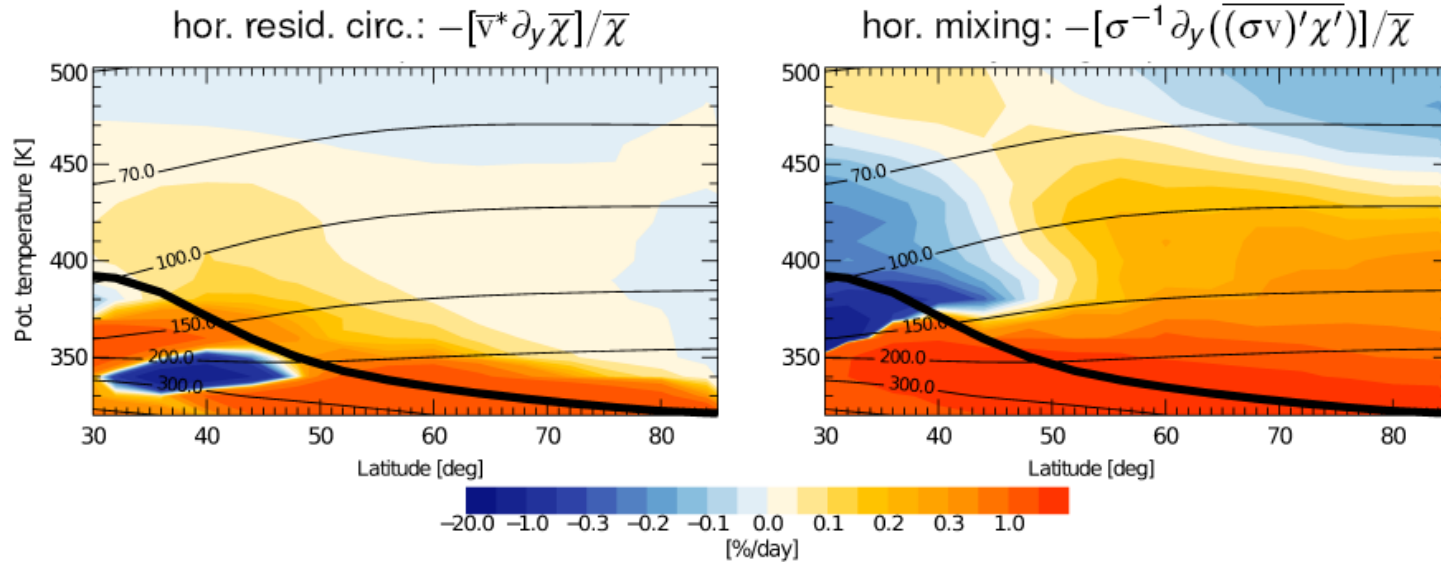 hor. resid. circ.: −[v̅* ∂_y χ̅]/χ̅
hor. mixing: −[σ⁻¹ ∂_y(\overline{(σv)′χ′})]/χ̅
500
450
400
350
Pot. temperature [K]
70.0
100.0
150.0
200.0
300.0
30 40 50 60 70 80
Latitude [deg]
500
450
400
350
70.0
100.0
150.0
200.0
300.0
30 40 50 60 70 80
Latitude [deg]
−20.0 −1.0 −0.3 −0.2 −0.1 0.0 0.1 0.2 0.3 1.0
[%/day]